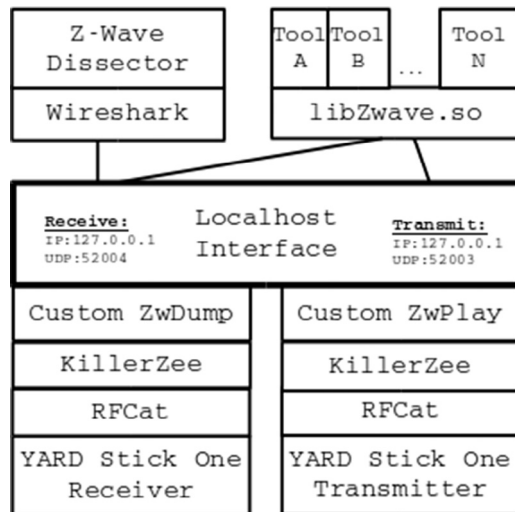 Z-Wave
Dissector
Wireshark
Tool
A
Tool
B
...
Tool
N
libZwave.so
Receive:
IP:127.0.0.1
UDP:52004
Localhost
Interface
Transmit:
IP:127.0.0.1
UDP:52003
Custom ZwDump
KillerZee
RFCat
YARD Stick One
Receiver
Custom ZwPlay
KillerZee
RFCat
YARD Stick One
Transmitter